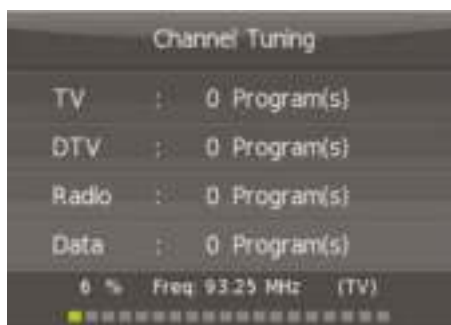 Channel Tuning
TV : 0 Program(s)
DTV : 0 Program(s)
Radio : 0 Program(s)
Data : 0 Program(s)
6 % Freq 93.25 MHz (TV)